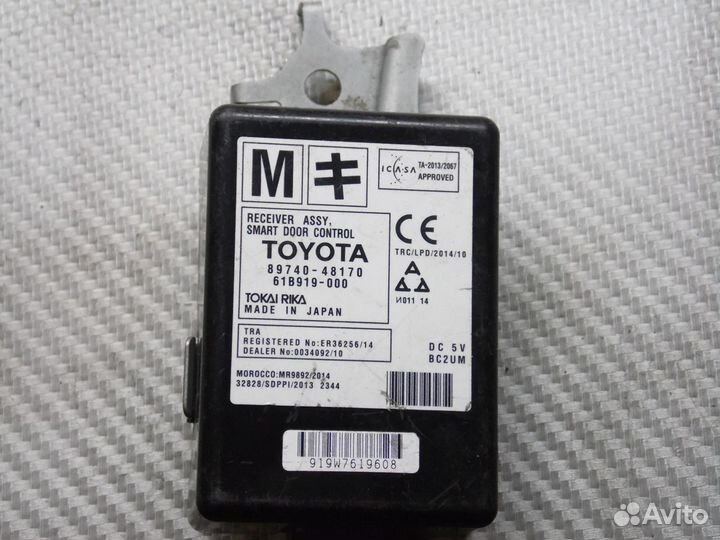 M キ
ICASA TA-2013/2067
APPROVED
RECEIVER ASSY,
SMART DOOR CONTROL
TOYOTA
89740-48170
61B919-000
TOKAI RIKA
MADE IN JAPAN
CE
TRC/LPD/2014/10
И011 14
TRA
REGISTERED No:ER36256/14
DEALER No:0034092/10
DC 5V
BC2UM
MOROCCO:MR9892/2014
32828/SDPPI/2013 2344
919W7619608
Avito